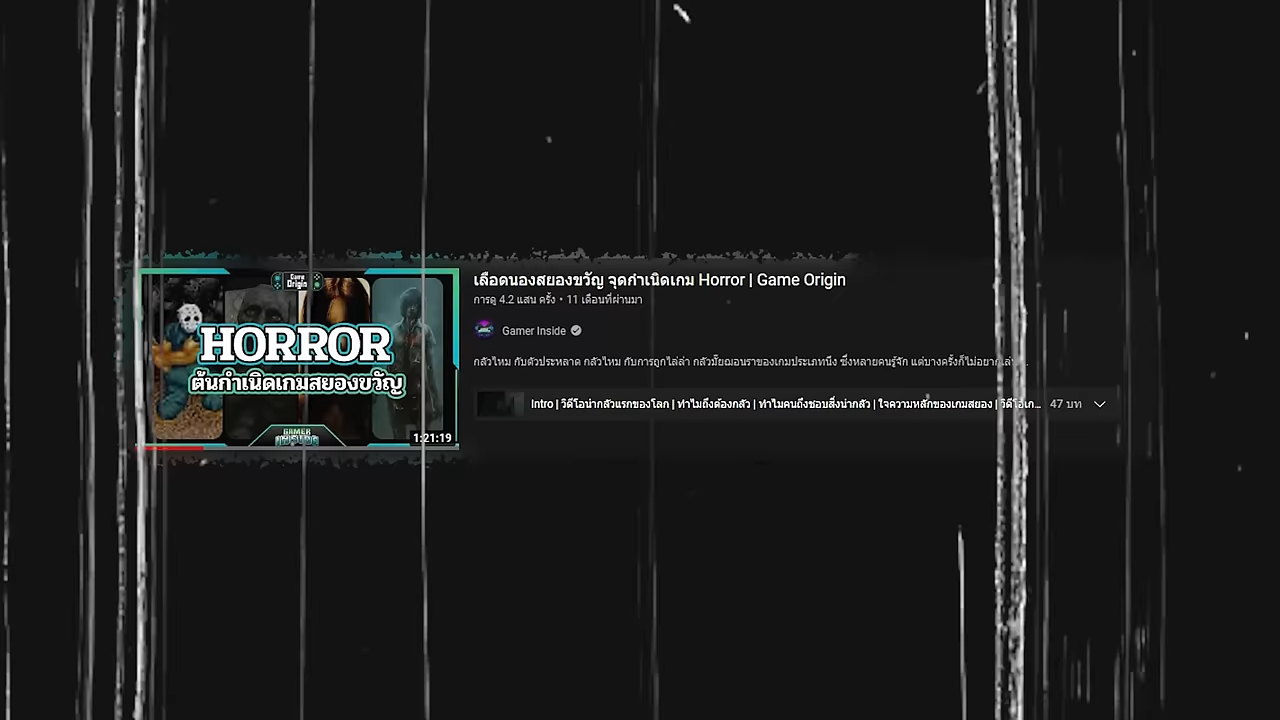 Game
Origin
HORROR
ต้นกำเนิดเกมสยองขวัญ
GAMER
1:21:19
เลือดนองสยองขวัญ จุดกำเนิดเกม Horror | Game Origin
การดู 4.2 แสน ครั้ง • 11 เดือนที่ผ่านมา
Gamer Inside
กลัวไหม กับตัวประหลาด กลัวไหม กับการถูกไล่ล่า กลัวมั๊ยฌอนราของเกมประเภทนึง ซึ่งหลายคนรู้จัก แต่บางครั้งก็ไม่อยาก
Intro | วิดีโอน่ากลัวแรกของโลก | ทำไมถึงต้องกลัว | ทำไมคนถึงชอบสิ่งน่ากลัว | ใจความหลักของเกมสยอง | วิดีโอเก... 47 บท